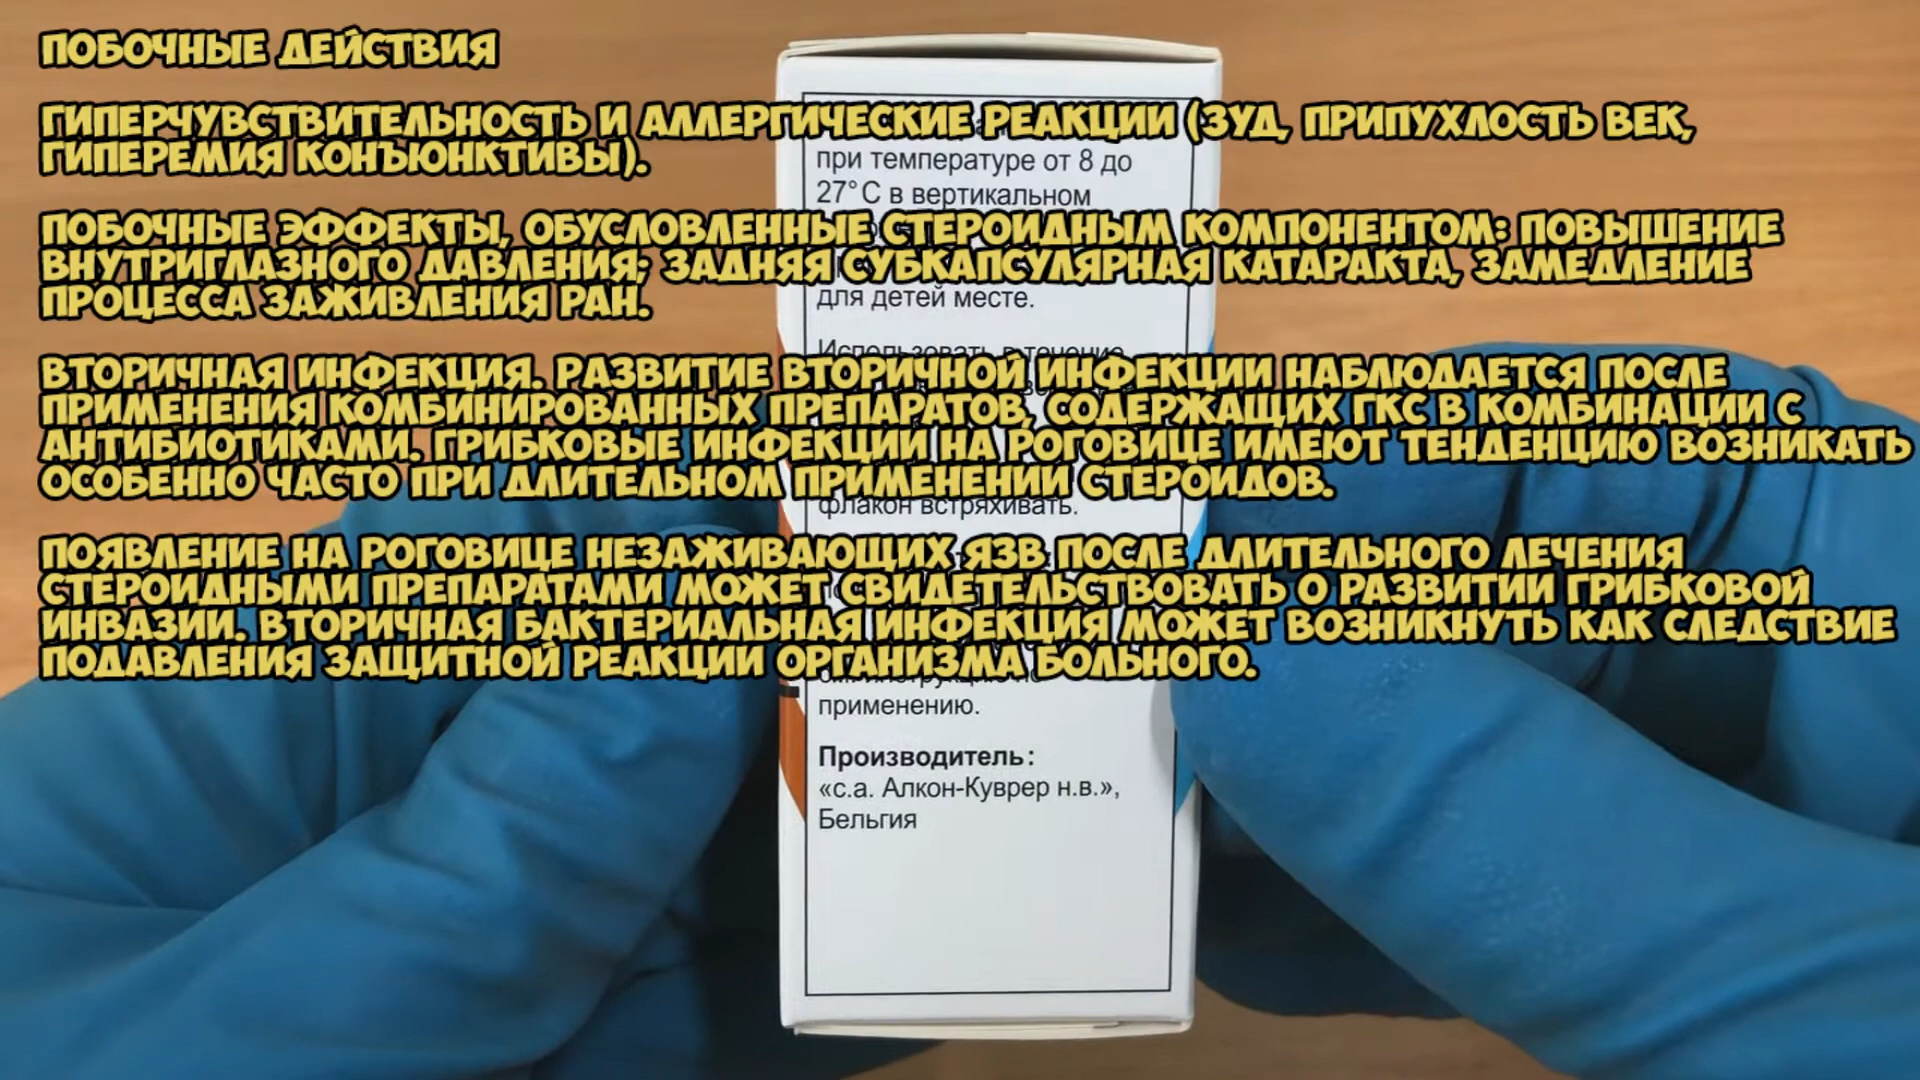 ПОБОЧНЫЕ ДЕЙСТВИЯ
ГИПЕРЧУВСТВИТЕЛЬНОСТЬ И АЛЛЕРГИЧЕСКИЕ РЕАКЦИИ (ЗУД, ПРИПУХЛОСТЬ ВЕК,
ГИПЕРЕМИЯ КОНЪЮНКТИВЫ).
ПОБОЧНЫЕ ЭФФЕКТЫ, ОБУСЛОВЛЕННЫЕ СТЕРОИДНЫМ КОМПОНЕНТОМ: ПОВЫШЕНИЕ
ВНУТРИГЛАЗНОГО ДАВЛЕНИЯ; ЗАДНЯЯ СУБКАПСУЛЯРНАЯ КАТАРАКТА, ЗАМЕДЛЕНИЕ
ПРОЦЕССА ЗАЖИВЛЕНИЯ РАН.
ВТОРИЧНАЯ ИНФЕКЦИЯ. РАЗВИТИЕ ВТОРИЧНОЙ ИНФЕКЦИИ НАБЛЮДАЕТСЯ ПОСЛЕ
ПРИМЕНЕНИЯ КОМБИНИРОВАННЫХ ПРЕПАРАТОВ, СОДЕРЖАЩИХ ГКС В КОМБИНАЦИИ С
АНТИБИОТИКАМИ. ГРИБКОВЫЕ ИНФЕКЦИИ НА РОГОВИЦЕ ИМЕЮТ ТЕНДЕНЦИЮ ВОЗНИКАТЬ
ОСОБЕННО ЧАСТО ПРИ ДЛИТЕЛЬНОМ ПРИМЕНЕНИИ СТЕРОИДОВ.
ПОЯВЛЕНИЕ НА РОГОВИЦЕ НЕЗАЖИВАЮЩИХ ЯЗВ ПОСЛЕ ДЛИТЕЛЬНОГО ЛЕЧЕНИЯ
СТЕРОИДНЫМИ ПРЕПАРАТАМИ МОЖЕТ СВИДЕТЕЛЬСТВОВАТЬ О РАЗВИТИИ ГРИБКОВОЙ
ИНВАЗИИ. ВТОРИЧНАЯ БАКТЕРИАЛЬНАЯ ИНФЕКЦИЯ МОЖЕТ ВОЗНИКНУТЬ КАК СЛЕДСТВИЕ
ПОДАВЛЕНИЯ ЗАЩИТНОЙ РЕАКЦИИ ОРГАНИЗМА БОЛЬНОГО.
при температуре от 8 до
27°С в вертикальном
для детей месте.
Использовать в течение
флакон встряхивать.
применению.
Производитель:
«с.а. Алкон-Куврер н.в.»,
Бельгия